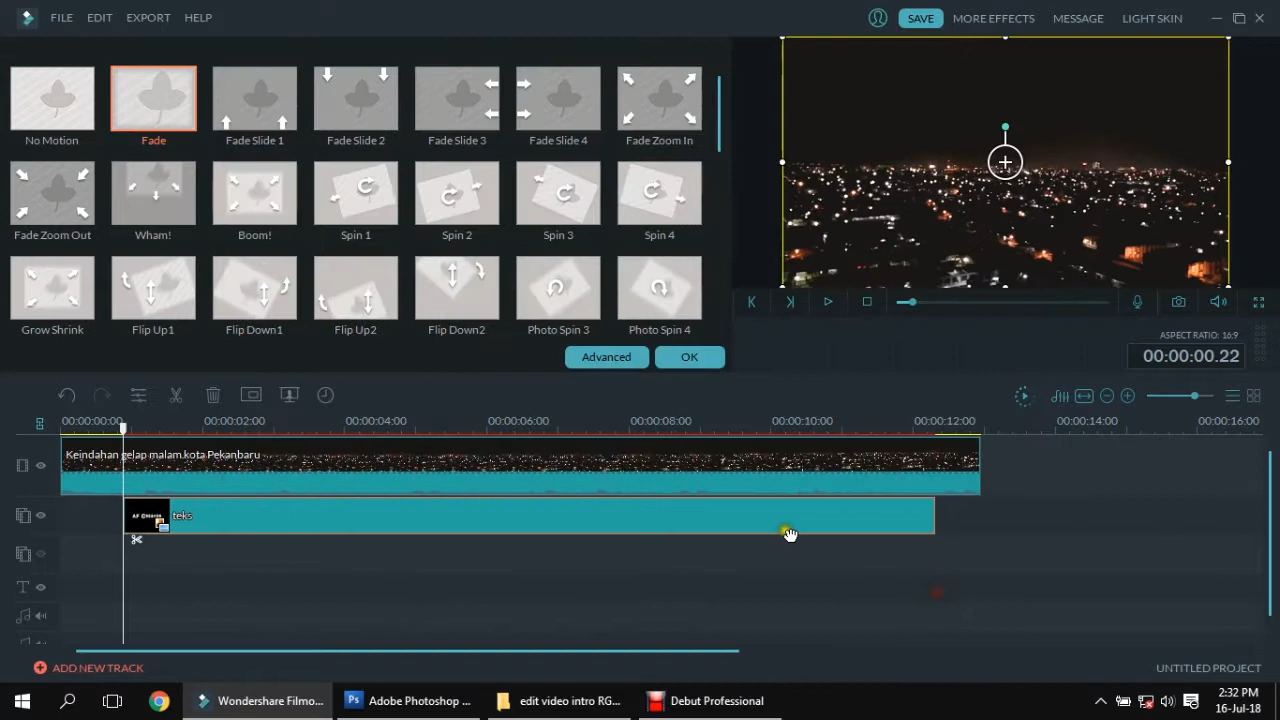 FILE EDIT EXPORT HELP
SAVE MORE EFFECTS MESSAGE LIGHT SKIN
No Motion Fade Fade Slide 1 Fade Slide 2 Fade Slide 3 Fade Slide 4 Fade Zoom In
Fade Zoom Out Wham! Boom! Spin 1 Spin 2 Spin 3 Spin 4
Grow Shrink Flip Up1 Flip Down1 Flip Up2 Flip Down2 Photo Spin 3 Photo Spin 4
Advanced OK
ASPECT RATIO: 16:9
00:00:00.22
00:00:00:00 00:00:02:00 00:00:04:00 00:00:06:00 00:00:08:00 00:00:10:00 00:00:12:00 00:00:14:00 00:00:16:00
Keindahan gelap malam kota Pekanbaru
teks
ADD NEW TRACK
UNTITLED PROJECT
Wondershare Filmo... Adobe Photoshop ... edit video intro RG... Debut Professional
2:32 PM
16-Jul-18